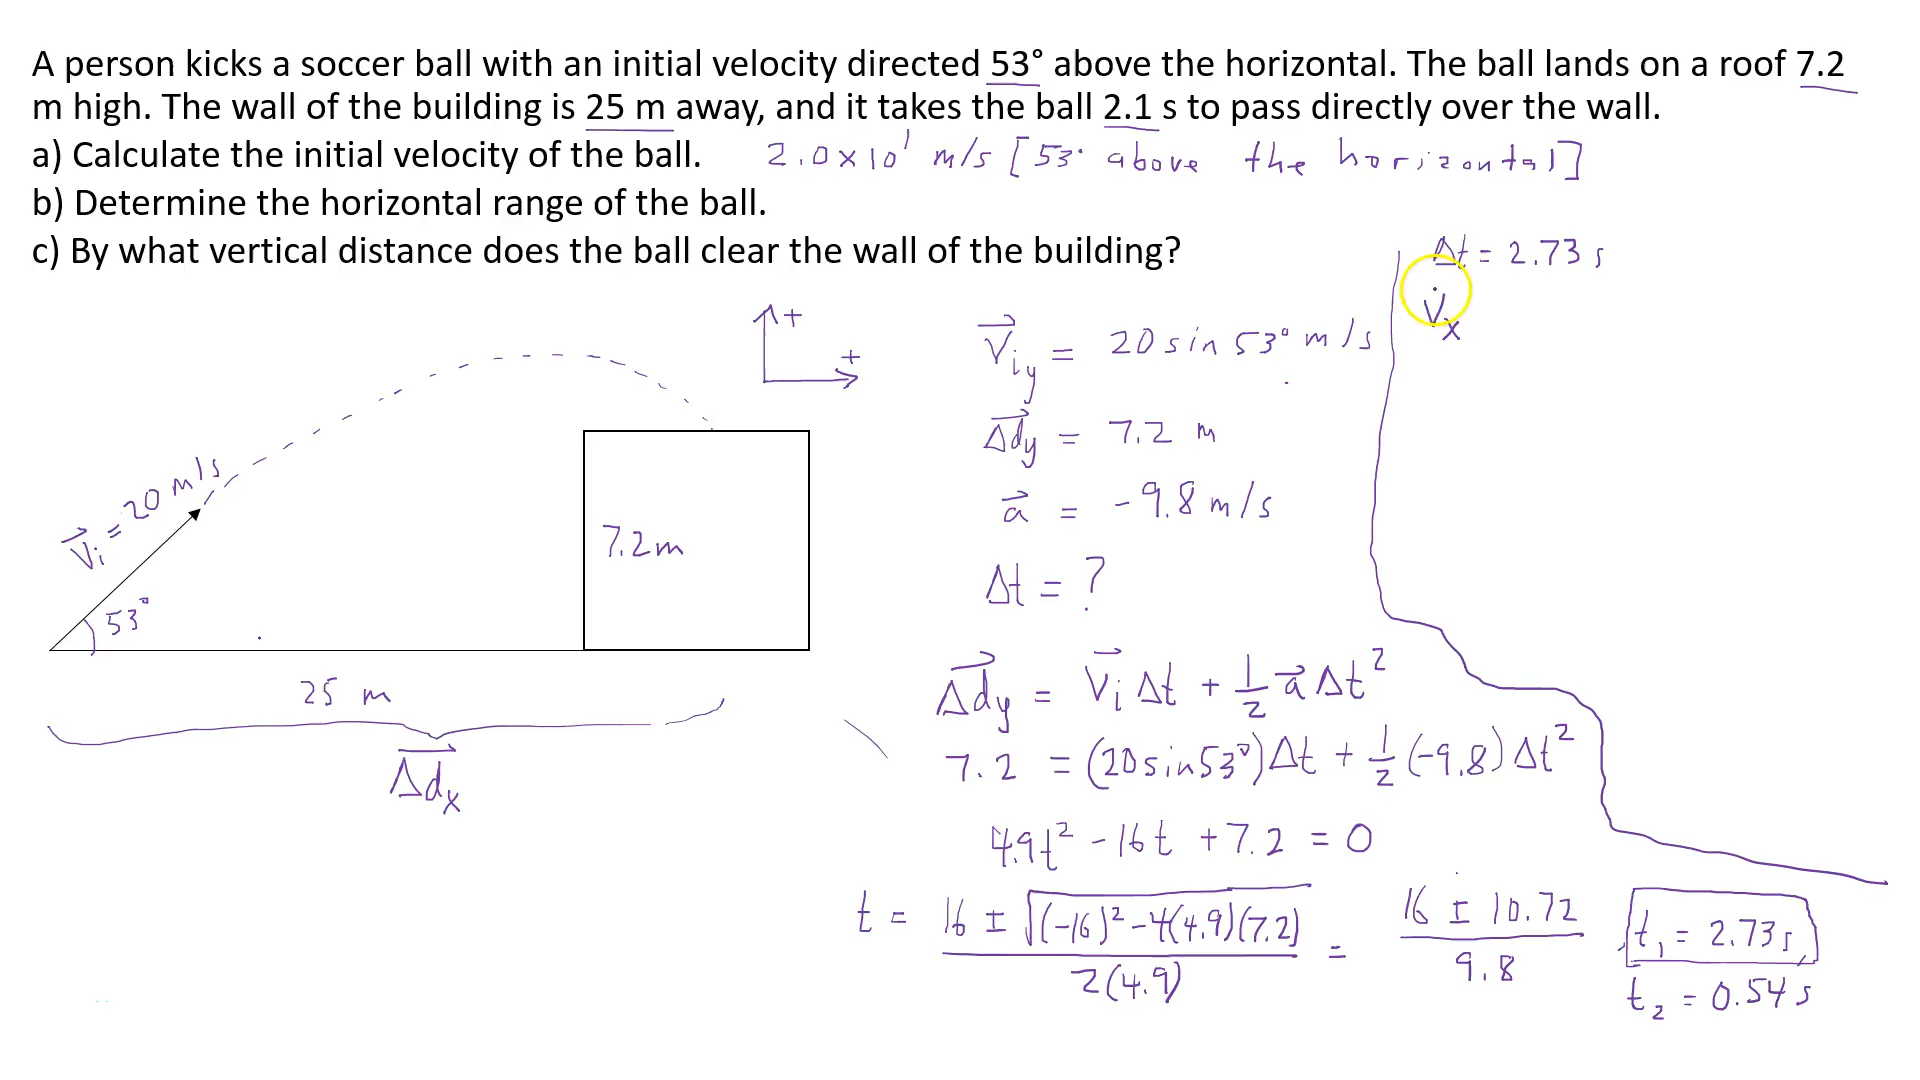 A person kicks a soccer ball with an initial velocity directed 53° above the horizontal. The ball lands on a roof 7.2
m high. The wall of the building is 25 m away, and it takes the ball 2.1 s to pass directly over the wall.
a) Calculate the initial velocity of the ball. 2.0 x 10¹ m/s [53° above the horizontal]
b) Determine the horizontal range of the ball.
c) By what vertical distance does the ball clear the wall of the building?
Δt = 2.73 s
Vₓ
+
+
V⃗iy = 20 sin 53° m/s
Δd⃗y = 7.2 m
a⃗ = -9.8 m/s
Δt = ?
V⃗i = 20 m/s
53°
7.2 m
25 m
Δd⃗ₓ
Δd⃗y = V⃗i Δt + 1/2 a⃗ Δt²
7.2 = (20 sin 53°) Δt + 1/2 (-9.8) Δt²
4.9t² - 16t + 7.2 = 0
t = 16 ± √((-16)² - 4(4.9)(7.2)) / 2(4.9) = 16 ± 10.72 / 9.8
t₁ = 2.73 s
t₂ = 0.54 s